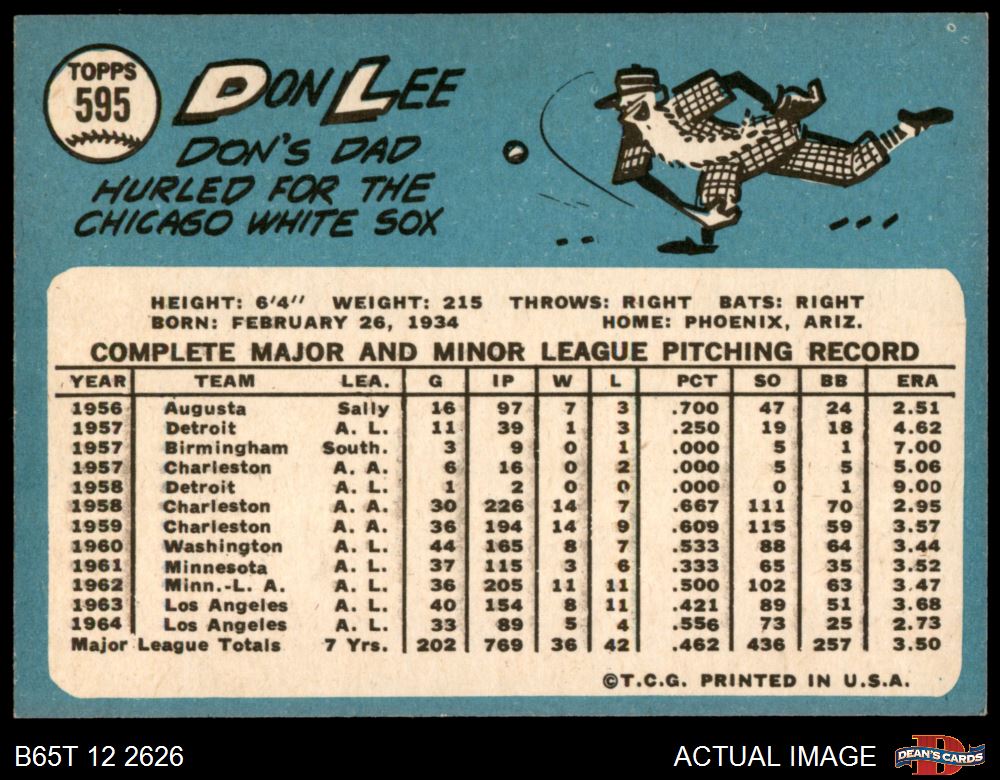 TOPPS
595
DON LEE
DON'S DAD
HURLED FOR THE
CHICAGO WHITE SOX
HEIGHT: 6'4" WEIGHT: 215 THROWS: RIGHT BATS: RIGHT
BORN: FEBRUARY 26, 1934 HOME: PHOENIX, ARIZ.
COMPLETE MAJOR AND MINOR LEAGUE PITCHING RECORD
YEAR TEAM LEA. G IP W L PCT SO BB ERA
1956 Augusta Sally 16 97 7 3 .700 47 24 2.51
1957 Detroit A. L. 11 39 1 3 .250 19 18 4.62
1957 Birmingham South. 3 9 0 1 .000 5 1 7.00
1957 Charleston A. A. 6 16 0 2 .000 5 5 5.06
1958 Detroit A. L. 1 2 0 0 .000 0 1 9.00
1958 Charleston A. A. 30 226 14 7 .667 111 70 2.95
1959 Charleston A. A. 36 194 14 9 .609 115 59 3.57
1960 Washington A. L. 44 165 8 7 .533 88 64 3.44
1961 Minnesota A. L. 37 115 3 6 .333 65 35 3.52
1962 Minn.-L. A. A. L. 36 205 11 11 .500 102 63 3.47
1963 Los Angeles A. L. 40 154 8 11 .421 89 51 3.68
1964 Los Angeles A. L. 33 89 5 4 .556 73 25 2.73
Major League Totals 7 Yrs. 202 769 36 42 .462 436 257 3.50
©T.C.G. PRINTED IN U.S.A.
B65T 12 2626 ACTUAL IMAGE
DEAN'S CARDS